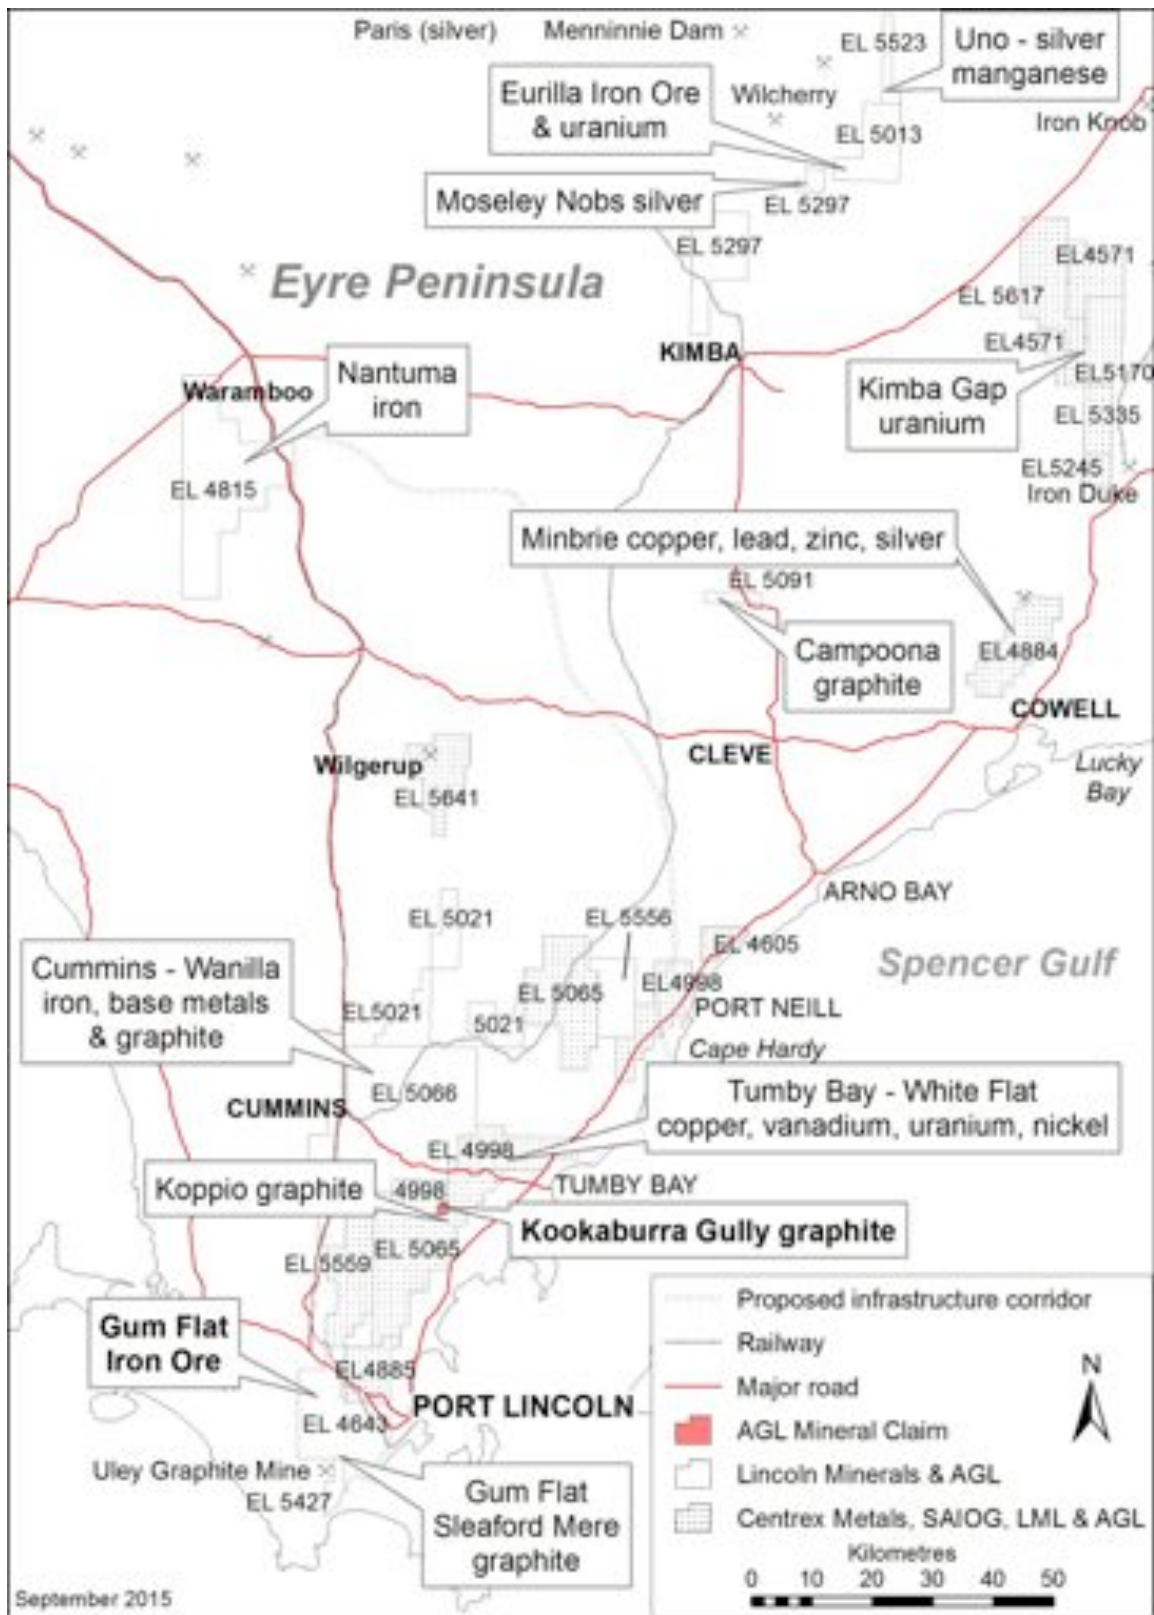 Paris (silver)
Menninnie Dam
EL 5523
Uno - silver
manganese
Eurilla Iron Ore
& uranium
Wilcherry
Iron Knob
EL 5013
Moseley Nobs silver
EL 5297
EL 5297
EL4571
Eyre Peninsula
EL 5617
EL4571
KIMBA
Nantuma
iron
Waramboo
EL5170
Kimba Gap
uranium
EL 5335
EL5245
Iron Duke
EL 4815
Minbrie copper, lead, zinc, silver
EL 5091
Campoona
graphite
EL4884
COWELL
CLEVE
Lucky
Bay
Wilgerup
EL 5641
ARNO BAY
EL 5021
EL 5556
EL 4605
Spencer Gulf
Cummins - Wanilla
iron, base metals
& graphite
EL 5065
EL4998
EL5021
5021
PORT NEILL
Cape Hardy
EL 5066
CUMMINS
Tumby Bay - White Flat
copper, vanadium, uranium, nickel
EL 4998
Koppio graphite
4998
TUMBY BAY
Kookaburra Gully graphite
EL 5065
EL 5559
Gum Flat
Iron Ore
EL4885
PORT LINCOLN
EL 4643
Uley Graphite Mine
EL 5427
Gum Flat
Sleaford Mere
graphite
Proposed infrastructure corridor
Railway
Major road
AGL Mineral Claim
Lincoln Minerals & AGL
Centrex Metals, SAIOG, LML & AGL
N
Kilometres
0 10 20 30 40 50
September 2015